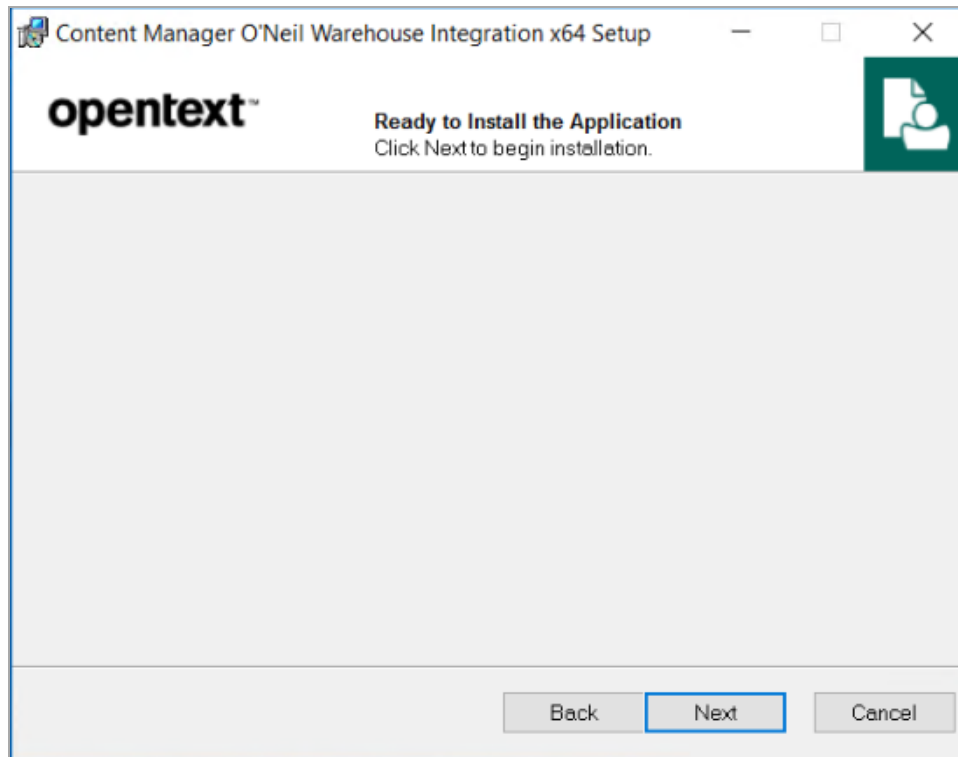 Content Manager O'Neil Warehouse Integration x64 Setup
opentext™
Ready to Install the Application
Click Next to begin installation.
Back
Next
Cancel